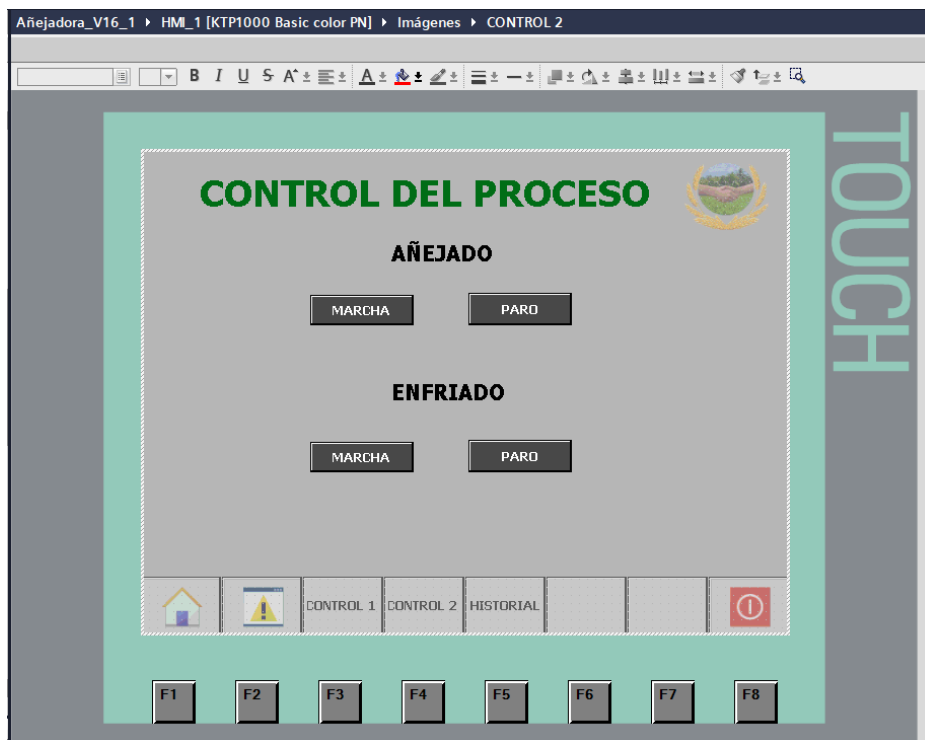 Añejadora_V16_1 ▸ HMI_1 [KTP1000 Basic color PN] ▸ Imágenes ▸ CONTROL 2
B I U S A A
TOUCH
CONTROL DEL PROCESO
AÑEJADO
MARCHA PARO
ENFRIADO
MARCHA PARO
CONTROL 1 CONTROL 2 HISTORIAL
F1 F2 F3 F4 F5 F6 F7 F8